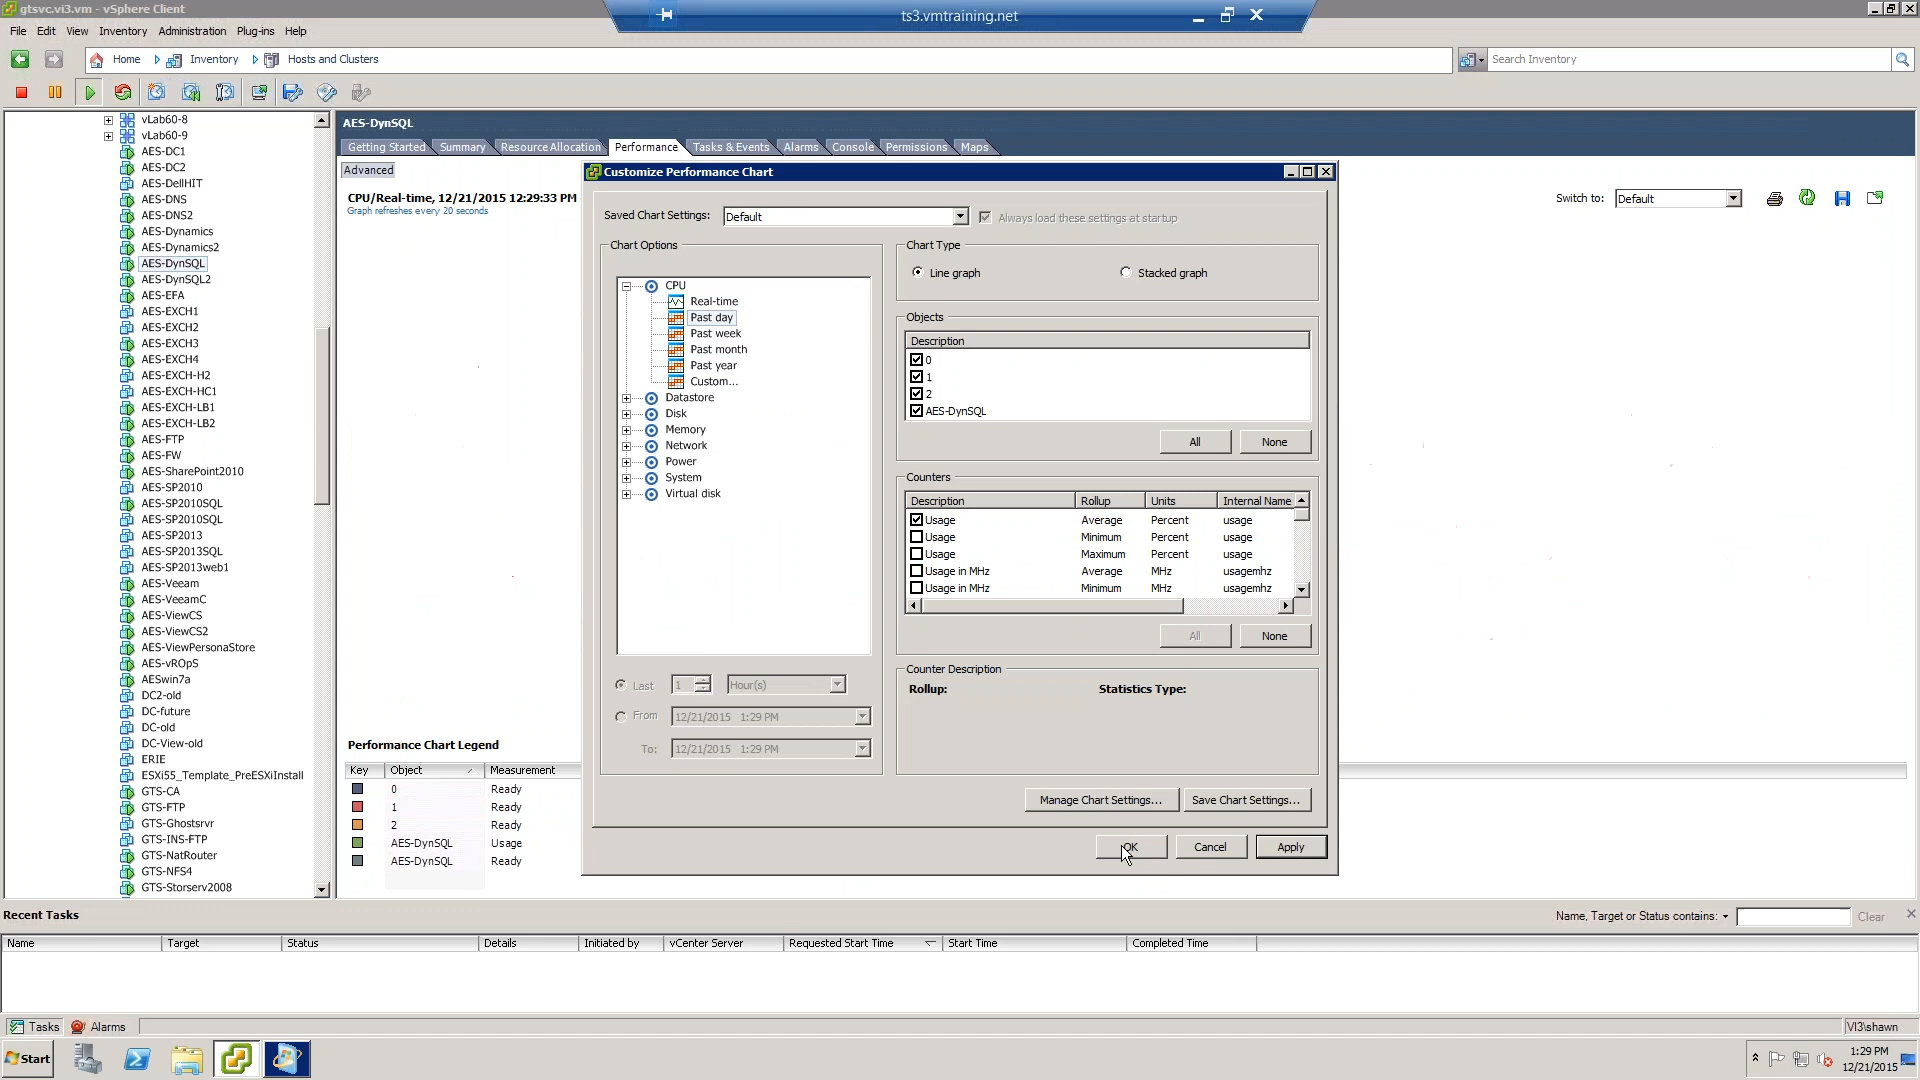 gtsvc.vi3.vm - vSphere Client
ts3.vmtraining.net
File Edit View Inventory Administration Plug-ins Help
Home Inventory Hosts and Clusters
Search Inventory
vLab60-8
vLab60-9
AES-DC1
AES-DC2
AES-DellHIT
AES-DNS
AES-DNS2
AES-Dynamics
AES-Dynamics2
AES-DynSQL
AES-DynSQL2
AES-EFA
AES-EXCH1
AES-EXCH2
AES-EXCH3
AES-EXCH4
AES-EXCH-H2
AES-EXCH-HC1
AES-EXCH-LB1
AES-EXCH-LB2
AES-FTP
AES-FW
AES-SharePoint2010
AES-SP2010
AES-SP2010SQL
AES-SP2010SQL
AES-SP2013
AES-SP2013SQL
AES-SP2013web1
AES-Veeam
AES-VeeamC
AES-ViewCS
AES-ViewCS2
AES-ViewPersonaStore
AES-vROpS
AESwin7a
DC2-old
DC-future
DC-old
DC-View-old
ERIE
ESXi55_Template_PreESXiInstall
GTS-CA
GTS-FTP
GTS-Ghostsrvr
GTS-INS-FTP
GTS-NatRouter
GTS-NFS4
GTS-Storserv2008
AES-DynSQL
Getting Started Summary Resource Allocation Performance Tasks & Events Alarms Console Permissions Maps
Advanced
CPU/Real-time, 12/21/2015 12:29:33 PM
Graph refreshes every 20 seconds
Switch to: Default
Customize Performance Chart
Saved Chart Settings: Default Always load these settings at startup
Chart Options
CPU
Real-time
Past day
Past week
Past month
Past year
Custom...
Datastore
Disk
Memory
Network
Power
System
Virtual disk
Last 1 Hour(s)
From 12/21/2015 1:29 PM
To: 12/21/2015 1:29 PM
Chart Type
Line graph Stacked graph
Objects
Description
0
1
2
AES-DynSQL
All None
Counters
Description Rollup Units Internal Name
Usage Average Percent usage
Usage Minimum Percent usage
Usage Maximum Percent usage
Usage in MHz Average MHz usagemhz
Usage in MHz Minimum MHz usagemhz
All None
Counter Description
Rollup: Statistics Type:
Manage Chart Settings... Save Chart Settings...
OK Cancel Apply
Performance Chart Legend
Key Object Measurement
0 Ready
1 Ready
2 Ready
AES-DynSQL Usage
AES-DynSQL Ready
Recent Tasks
Name, Target or Status contains: Clear
Name Target Status Details Initiated by vCenter Server Requested Start Time Start Time Completed Time
Tasks Alarms
VI3\shawn
Start
1:29 PM
12/21/2015